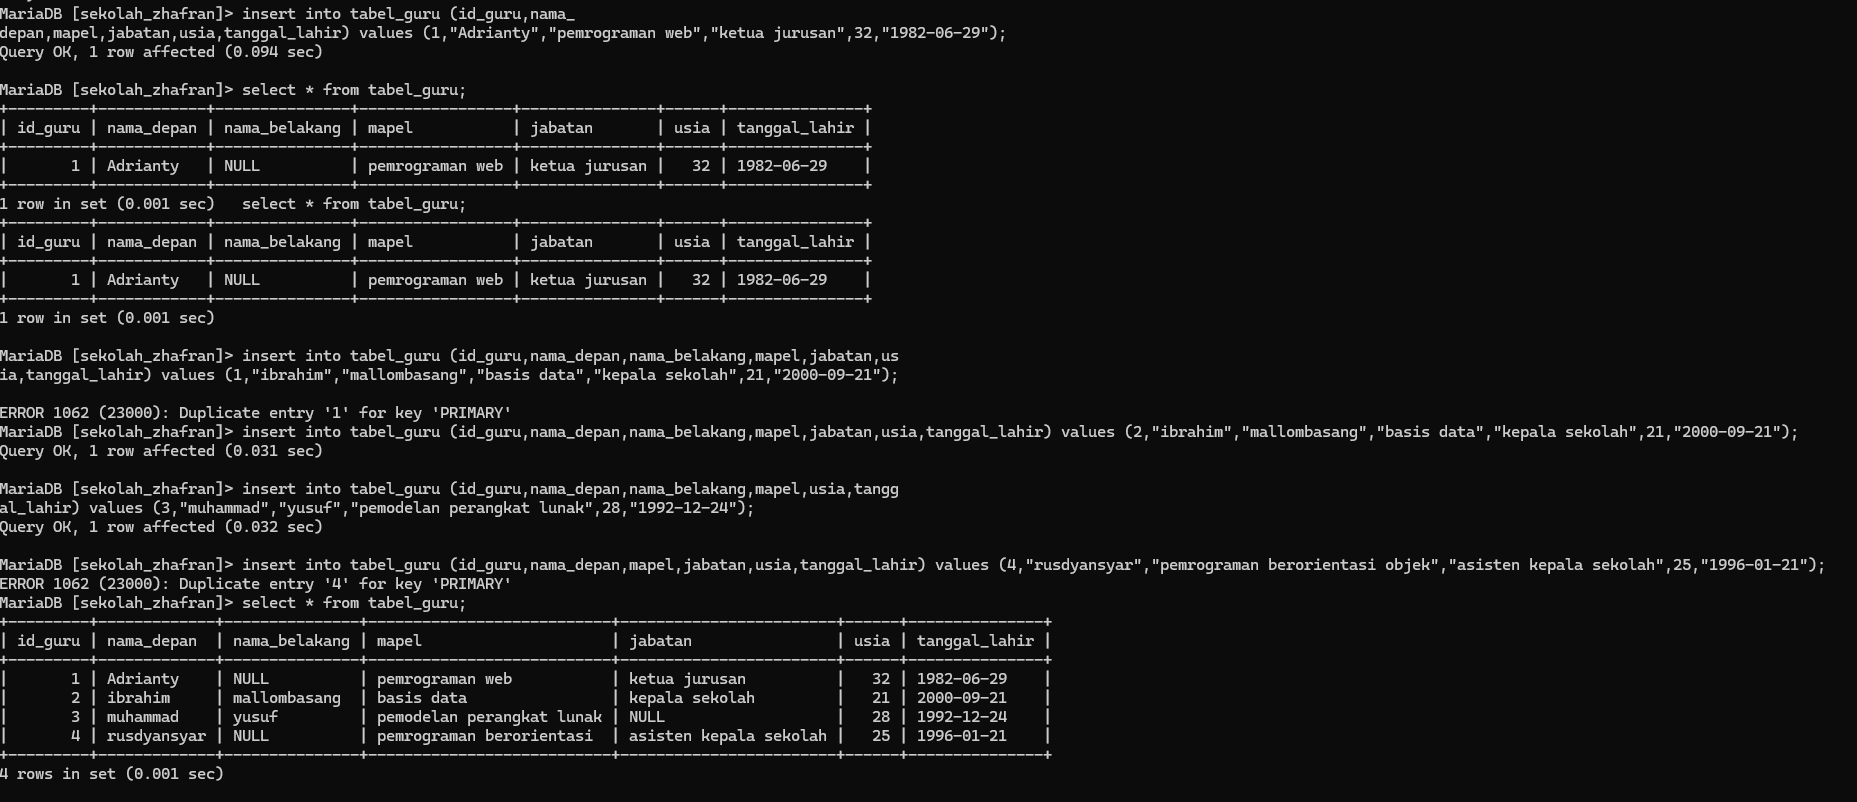 MariaDB [sekolah_zhafran]> insert into tabel_guru (id_guru,nama_
depan,mapel,jabatan,usia,tanggal_lahir) values (1,"Adrianty","pemrograman web","ketua jurusan",32,"1982-06-29");
Query OK, 1 row affected (0.094 sec)

MariaDB [sekolah_zhafran]> select * from tabel_guru;
+---------+------------+---------------+-----------------+---------------+------+---------------+
| id_guru | nama_depan | nama_belakang | mapel           | jabatan       | usia | tanggal_lahir |
+---------+------------+---------------+-----------------+---------------+------+---------------+
|       1 | Adrianty   | NULL          | pemrograman web | ketua jurusan |   32 | 1982-06-29    |
+---------+------------+---------------+-----------------+---------------+------+---------------+
1 row in set (0.001 sec)   select * from tabel_guru;
+---------+------------+---------------+-----------------+---------------+------+---------------+
| id_guru | nama_depan | nama_belakang | mapel           | jabatan       | usia | tanggal_lahir |
+---------+------------+---------------+-----------------+---------------+------+---------------+
|       1 | Adrianty   | NULL          | pemrograman web | ketua jurusan |   32 | 1982-06-29    |
+---------+------------+---------------+-----------------+---------------+------+---------------+
1 row in set (0.001 sec)

MariaDB [sekolah_zhafran]> insert into tabel_guru (id_guru,nama_depan,nama_belakang,mapel,jabatan,us
ia,tanggal_lahir) values (1,"ibrahim","mallombasang","basis data","kepala sekolah",21,"2000-09-21");

ERROR 1062 (23000): Duplicate entry '1' for key 'PRIMARY'
MariaDB [sekolah_zhafran]> insert into tabel_guru (id_guru,nama_depan,nama_belakang,mapel,jabatan,usia,tanggal_lahir) values (2,"ibrahim","mallombasang","basis data","kepala sekolah",21,"2000-09-21");
Query OK, 1 row affected (0.031 sec)

MariaDB [sekolah_zhafran]> insert into tabel_guru (id_guru,nama_depan,nama_belakang,mapel,usia,tangg
al_lahir) values (3,"muhammad","yusuf","pemodelan perangkat lunak",28,"1992-12-24");
Query OK, 1 row affected (0.032 sec)

MariaDB [sekolah_zhafran]> insert into tabel_guru (id_guru,nama_depan,mapel,jabatan,usia,tanggal_lahir) values (4,"rusdyansyar","pemrograman berorientasi objek","asisten kepala sekolah",25,"1996-01-21");
ERROR 1062 (23000): Duplicate entry '4' for key 'PRIMARY'
MariaDB [sekolah_zhafran]> select * from tabel_guru;
+---------+-------------+---------------+---------------------------+------------------------+------+---------------+
| id_guru | nama_depan  | nama_belakang | mapel                     | jabatan                | usia | tanggal_lahir |
+---------+-------------+---------------+---------------------------+------------------------+------+---------------+
|       1 | Adrianty    | NULL          | pemrograman web           | ketua jurusan          |   32 | 1982-06-29    |
|       2 | ibrahim     | mallombasang  | basis data                | kepala sekolah         |   21 | 2000-09-21    |
|       3 | muhammad    | yusuf         | pemodelan perangkat lunak | NULL                   |   28 | 1992-12-24    |
|       4 | rusdyansyar | NULL          | pemrograman berorientasi  | asisten kepala sekolah |   25 | 1996-01-21    |
+---------+-------------+---------------+---------------------------+------------------------+------+---------------+
4 rows in set (0.001 sec)